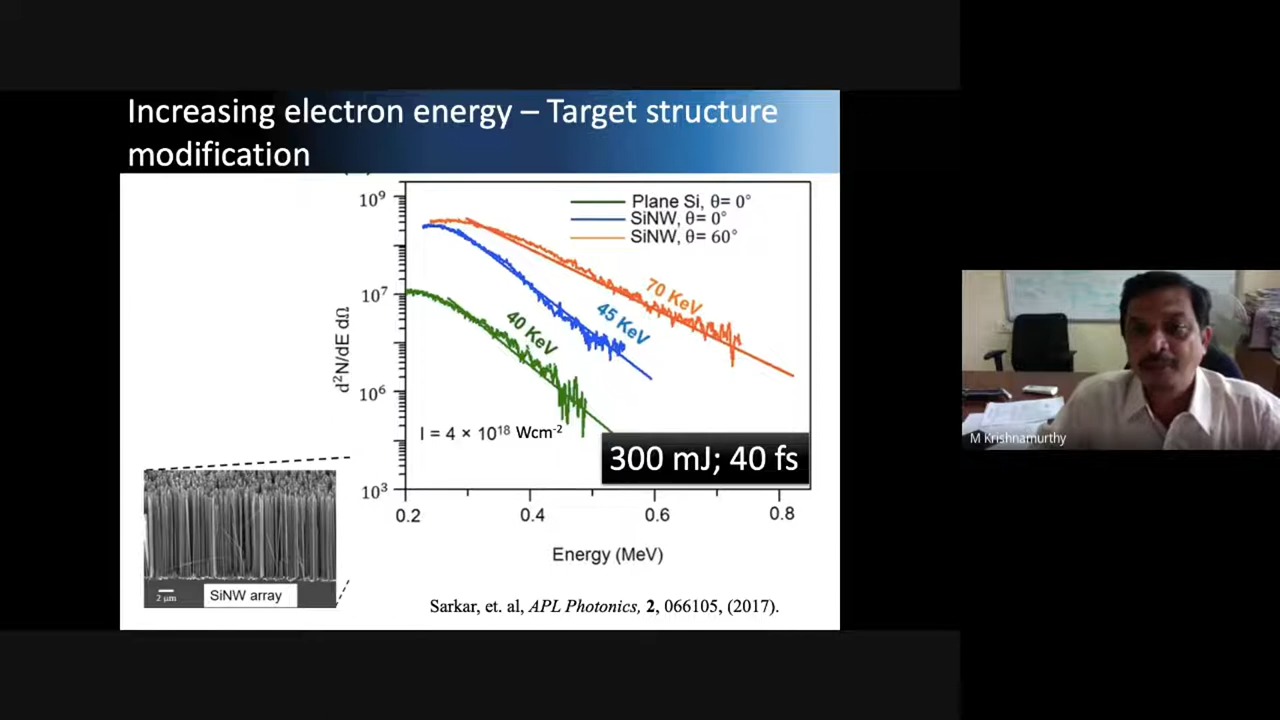 Increasing electron energy – Target structure
modification
10⁹
10⁷
10⁶
10³
d²N/dE dΩ
Plane Si, θ= 0°
SiNW, θ= 0°
SiNW, θ= 60°
70 KeV
45 KeV
40 KeV
I = 4 × 10¹⁸ Wcm⁻²
300 mJ; 40 fs
0.2 0.4 0.6 0.8
Energy (MeV)
2 μm
SiNW array
Sarkar, et. al, APL Photonics, 2, 066105, (2017).
M Krishnamurthy